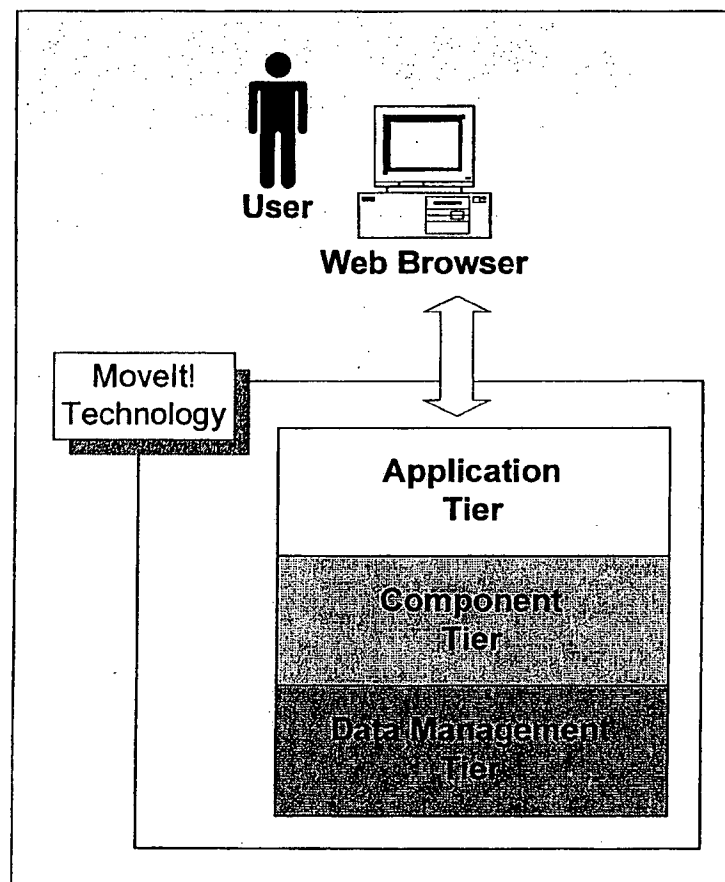 User
Web Browser
MoveIt!
Technology
Application
Tier
Component
Tier
Data Management
Tier